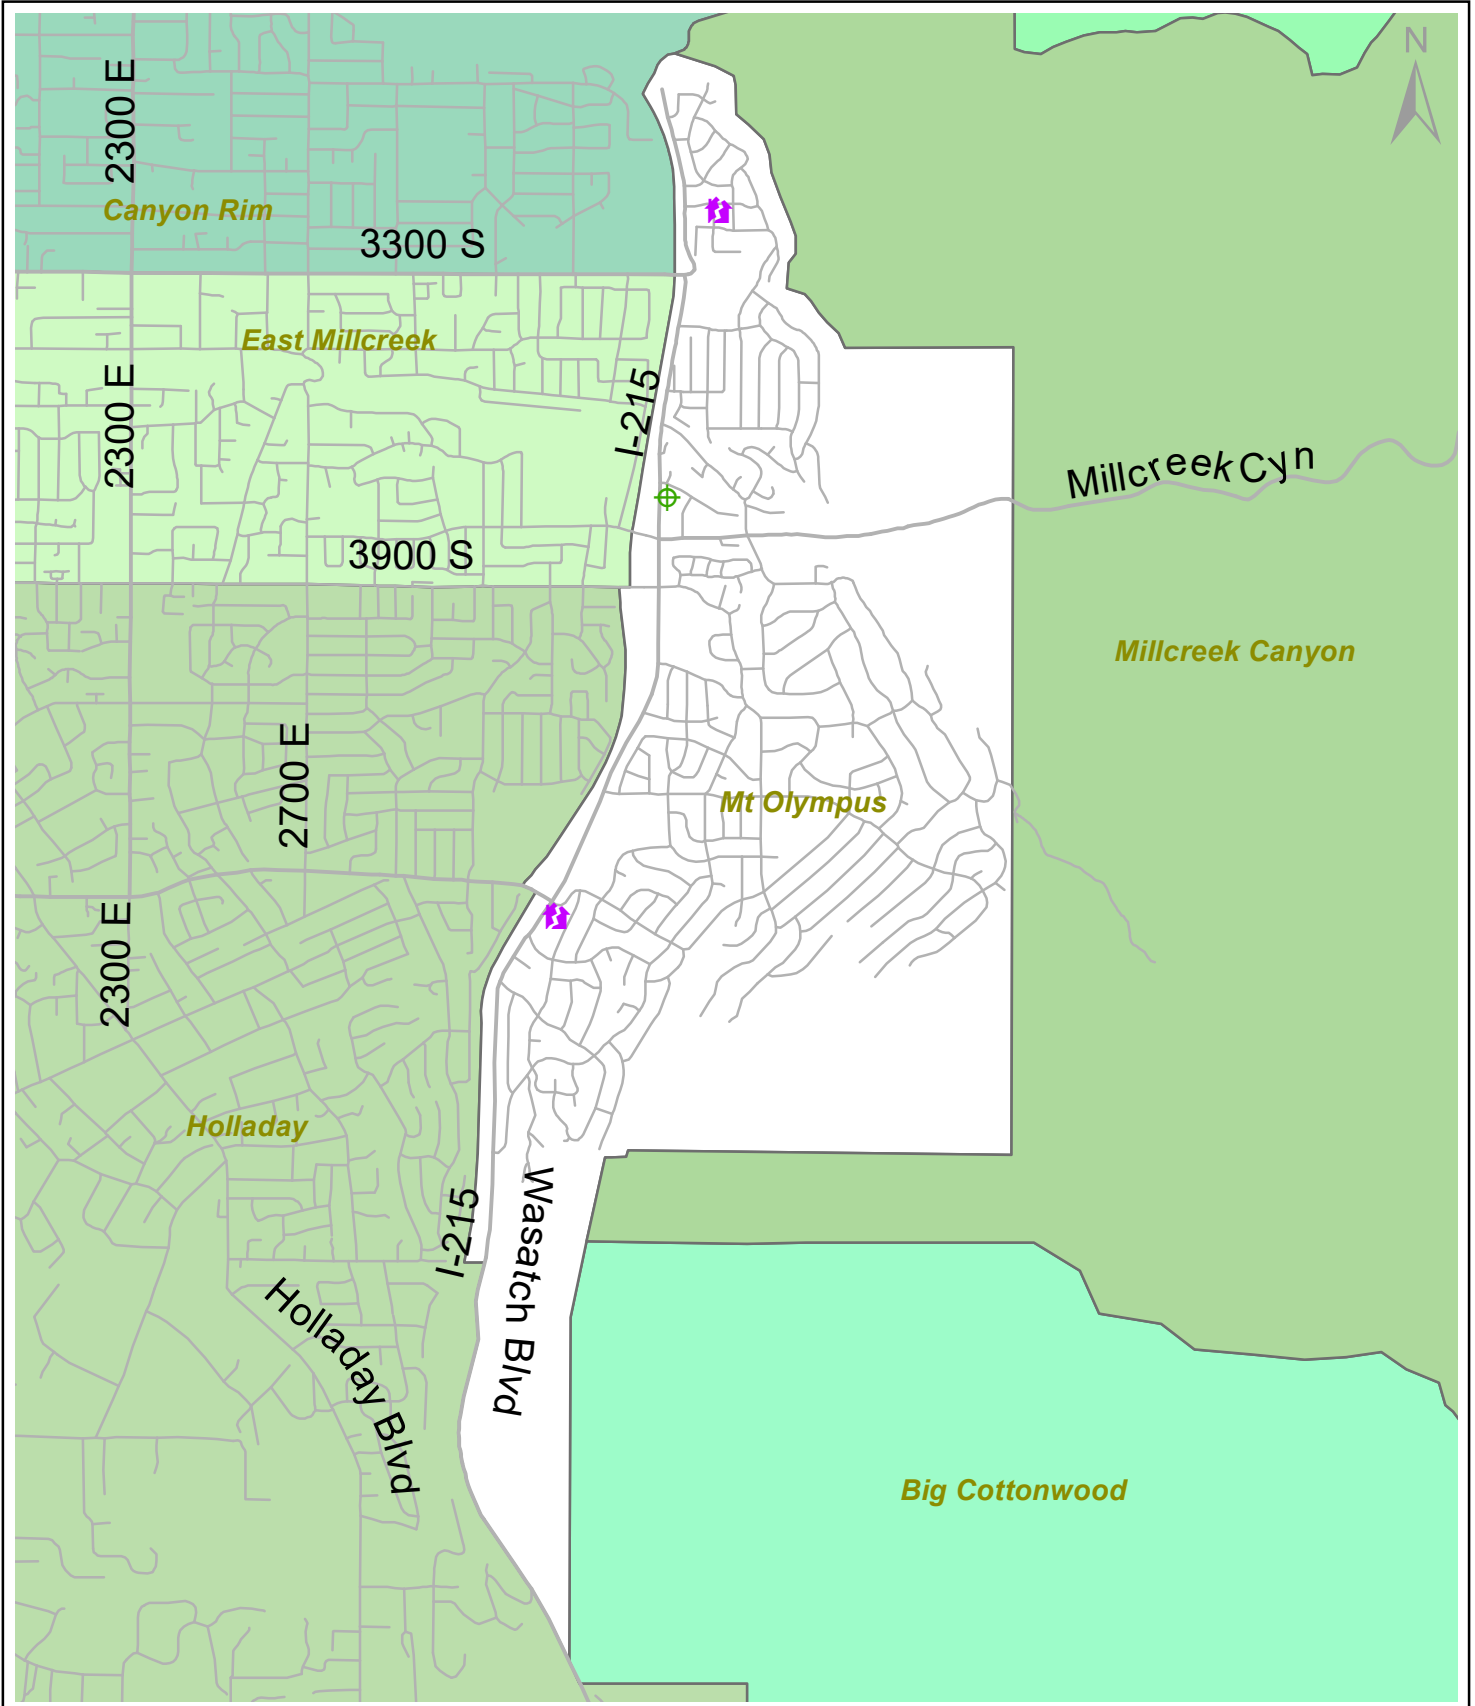 N
2300 E
Canyon Rim
3300 S
East Millcreek
2300 E
I-215
Millcreek Cyn
3900 S
Millcreek Canyon
2700 E
Mt Olympus
2300 E
Holladay
I-215
Wasatch Blvd
Holladay Blvd
Big Cottonwood